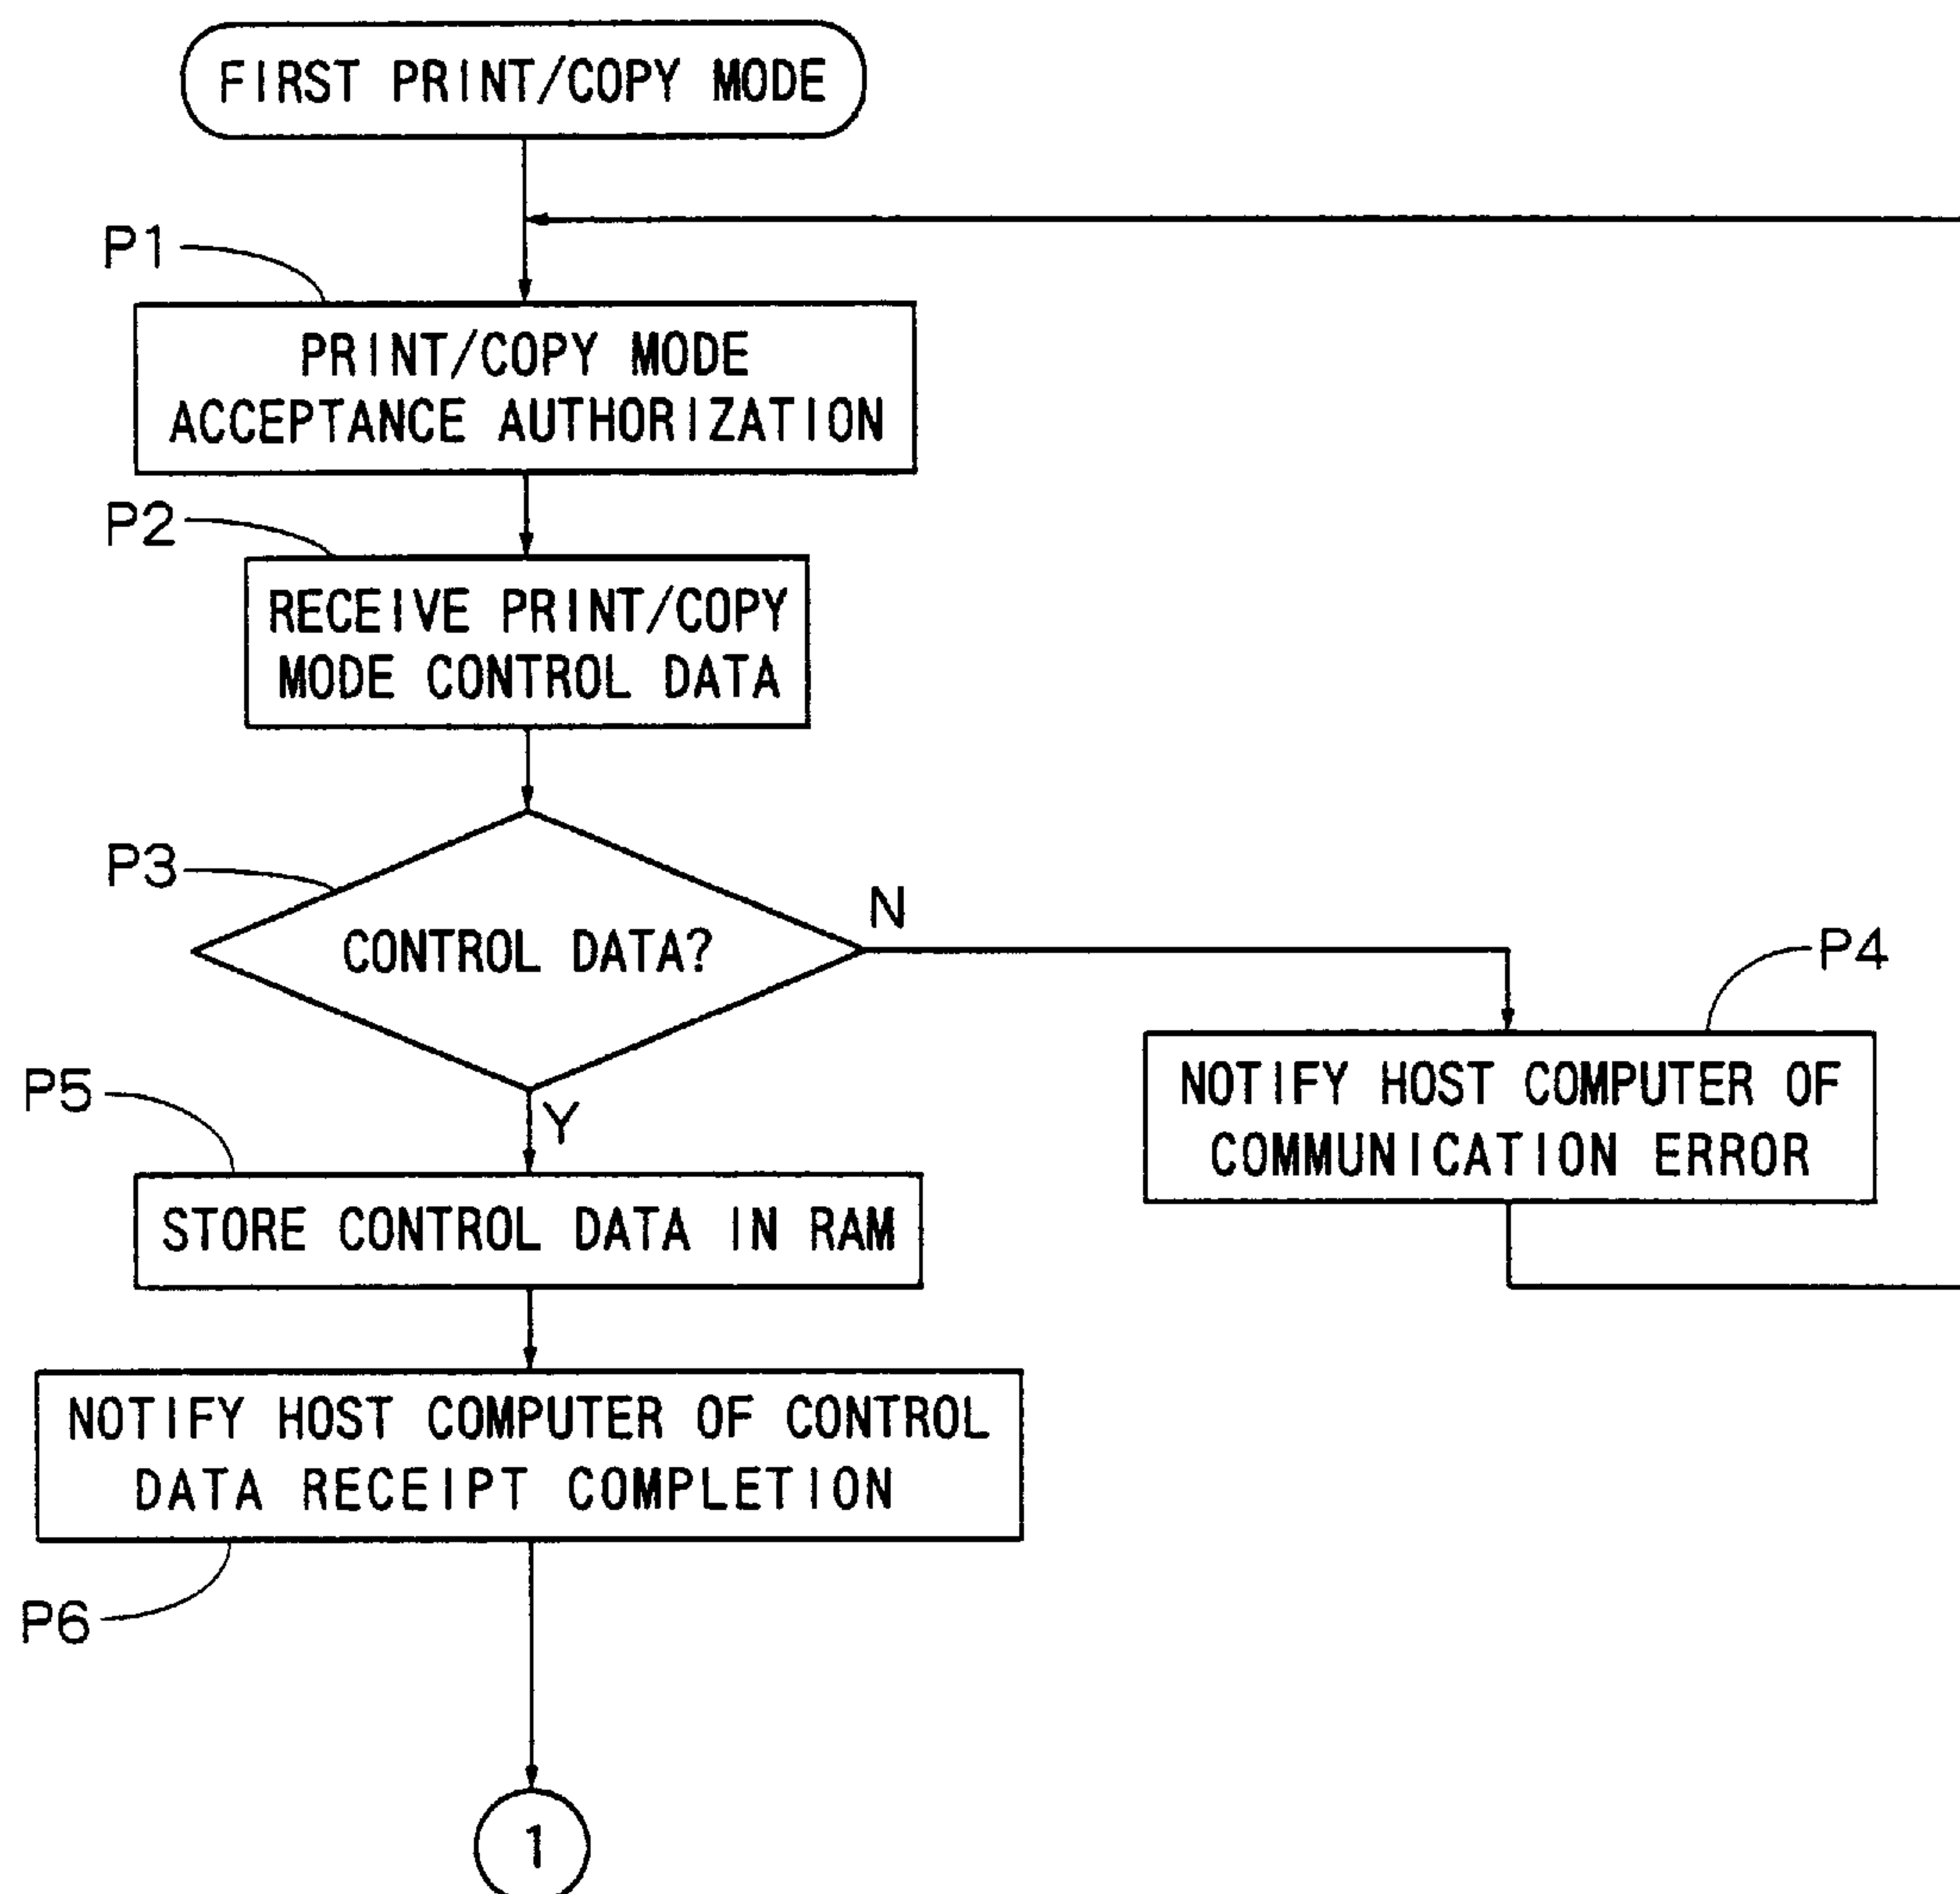 FIRST PRINT/COPY MODE
P1
PRINT/COPY MODE
ACCEPTANCE AUTHORIZATION
P2
RECEIVE PRINT/COPY
MODE CONTROL DATA
P3
CONTROL DATA?
N
P4
NOTIFY HOST COMPUTER OF
COMMUNICATION ERROR
Y
P5
STORE CONTROL DATA IN RAM
NOTIFY HOST COMPUTER OF CONTROL
DATA RECEIPT COMPLETION
P6
1